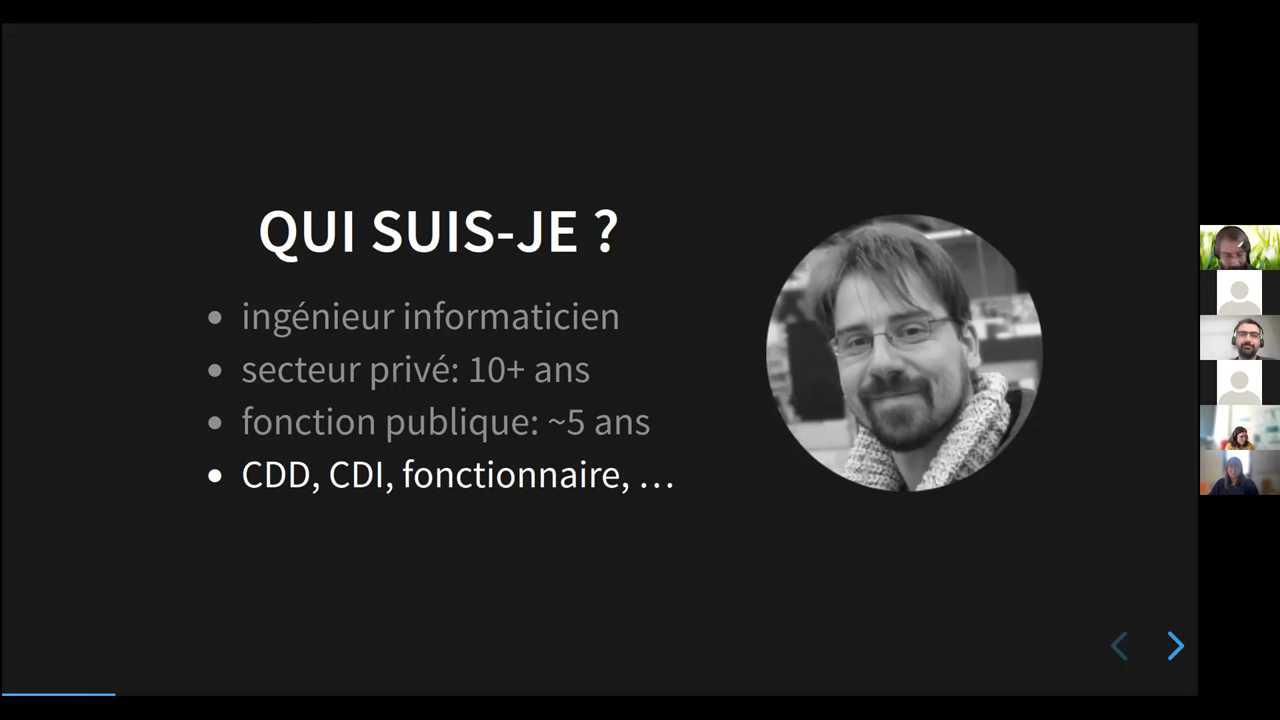 QUI SUIS-JE ?
ingénieur informaticien
secteur privé: 10+ ans
fonction publique: ~5 ans
CDD, CDI, fonctionnaire, …